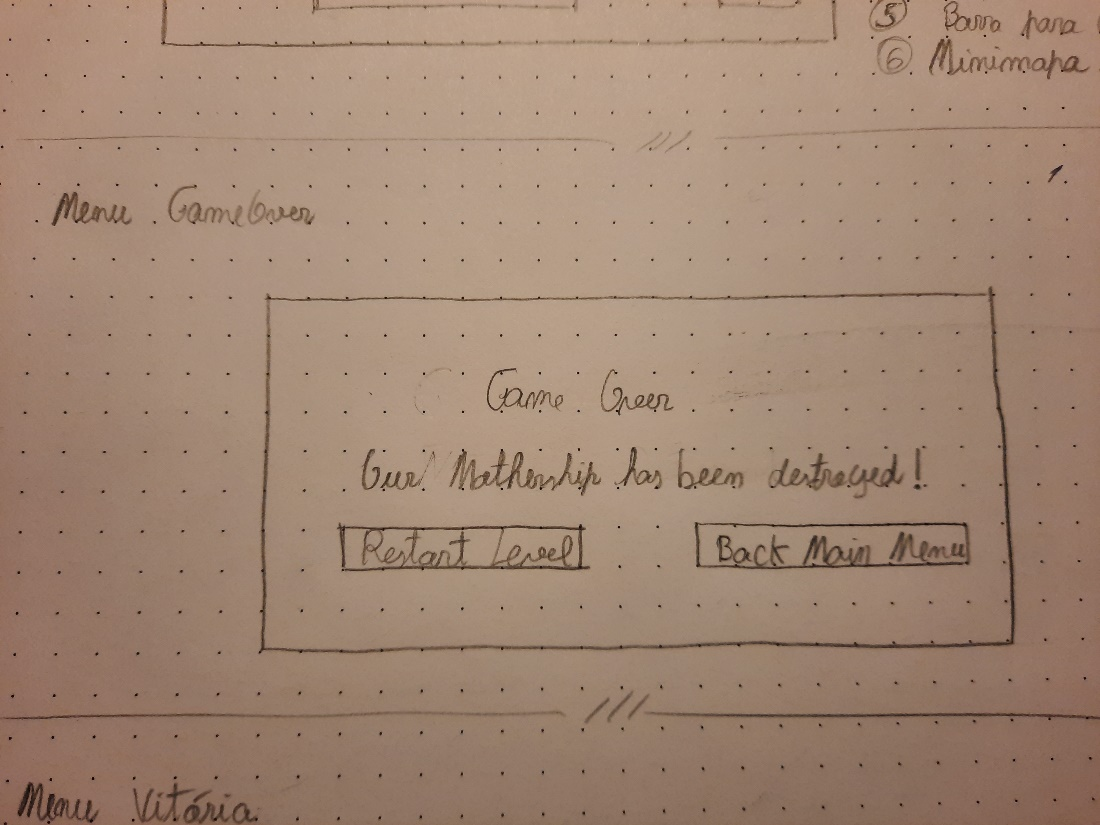 5 Barra para
6 Minimapa
Menu GameOver
Game Over
Our Mothership has been destroyed!
Restart Level
Back Main Menu
Menu Vitória